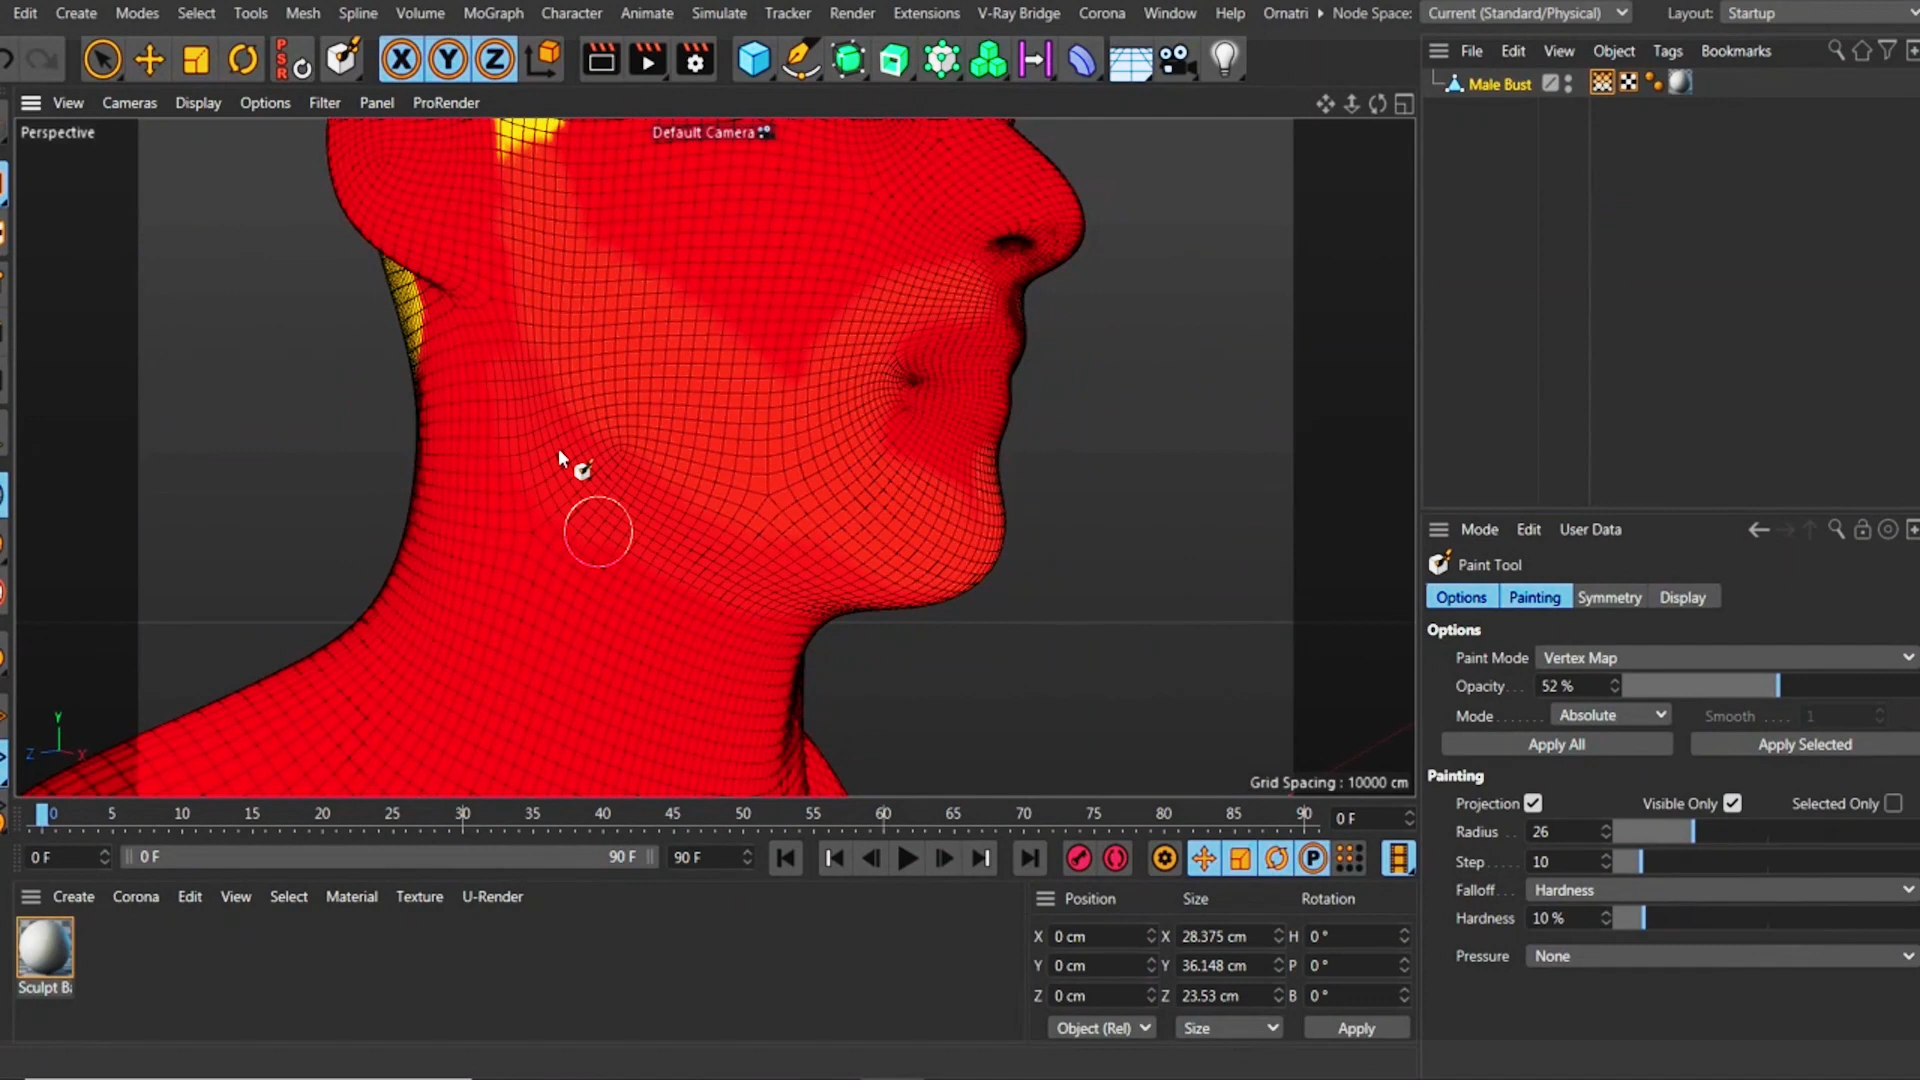 Edit Create Modes Select Tools Mesh Spline Volume MoGraph Character Animate Simulate Tracker Render Extensions V-Ray Bridge Corona Window Help Ornatri Node Space: Current (Standard/Physical) Layout: Startup
PSR X Y Z
File Edit View Object Tags Bookmarks
Male Bust
View Cameras Display Options Filter Panel ProRender
Perspective
Default Camera
Y
Z X
Grid Spacing : 10000 cm
Mode Edit User Data
Paint Tool
Options Painting Symmetry Display
Options
Paint Mode Vertex Map
Opacity. . . 52 %
Mode . . . . . . . Absolute Smooth . . . . 1
Apply All Apply Selected
Painting
Projection Visible Only Selected Only
Radius . . 26
Step. . . . . 10
Falloff. . . Hardness
Hardness 10 %
Pressure None
0 5 10 15 20 25 30 35 40 45 50 55 60 65 70 75 80 85 90 0 F
0 F 0 F 90 F 90 F P
Create Corona Edit View Select Material Texture U-Render
Sculpt B
Position Size Rotation
X 0 cm X 28.375 cm H 0 °
Y 0 cm Y 36.148 cm P 0 °
Z 0 cm Z 23.53 cm B 0 °
Object (Rel) Size Apply